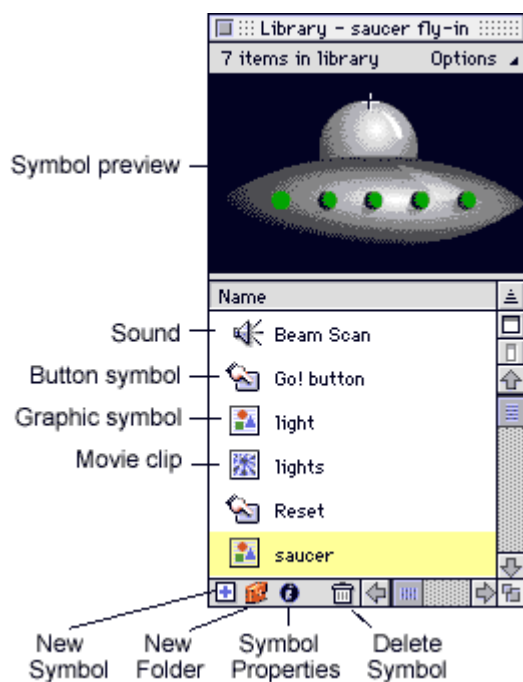 Library - saucer fly-in
7 items in library Options
Symbol preview
Name
Sound Beam Scan
Button symbol Go! button
Graphic symbol light
Movie clip lights
Reset
saucer
New Symbol
New Folder
Symbol Properties
Delete Symbol